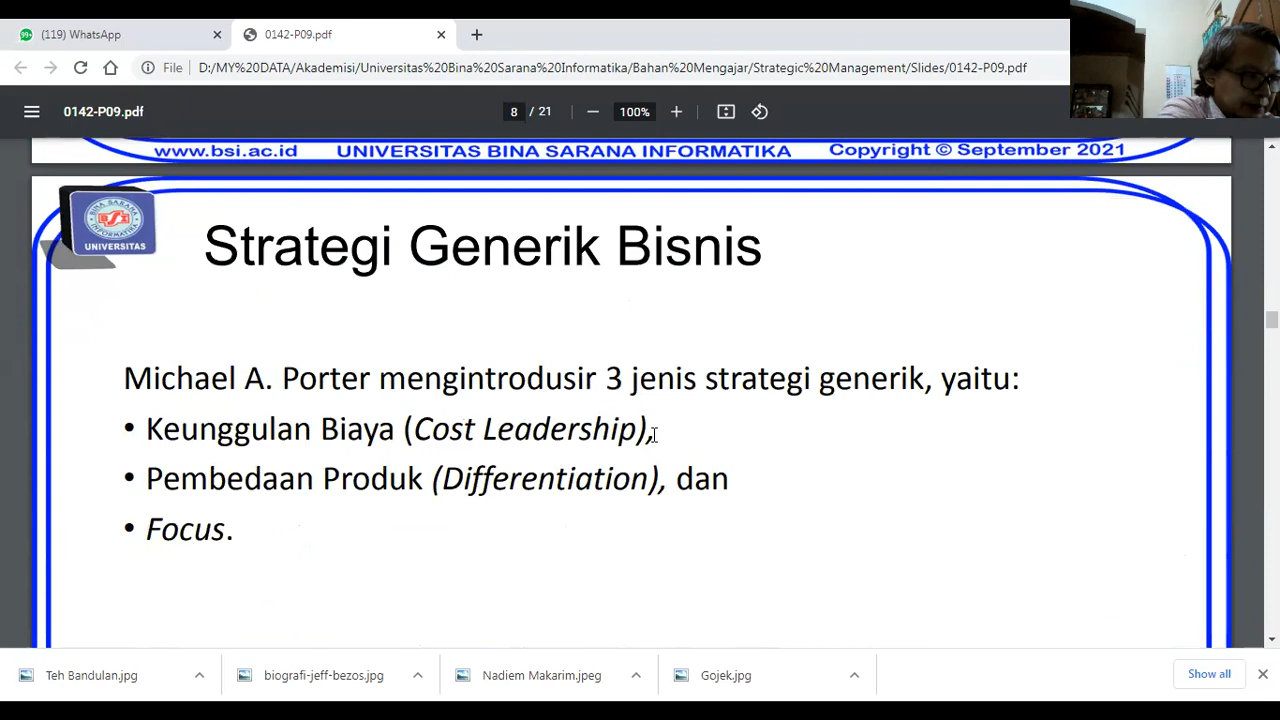 (119) WhatsApp
0142-P09.pdf
File D:/MY%20DATA/Akademisi/Universitas%20Bina%20Sarana%20Informatika/Bahan%20Mengajar/Strategic%20Management/Slides/0142-P09.pdf
0142-P09.pdf 8 / 21 100%
www.bsi.ac.id UNIVERSITAS BINA SARANA INFORMATIKA Copyright © September 2021
BINA SARANA
INFORMATIKA
UNIVERSITAS
Strategi Generik Bisnis
Michael A. Porter mengintrodusir 3 jenis strategi generik, yaitu:
• Keunggulan Biaya (Cost Leadership),
• Pembedaan Produk (Differentiation), dan
• Focus.
Teh Bandulan.jpg biografi-jeff-bezos.jpg Nadiem Makarim.jpeg Gojek.jpg Show all